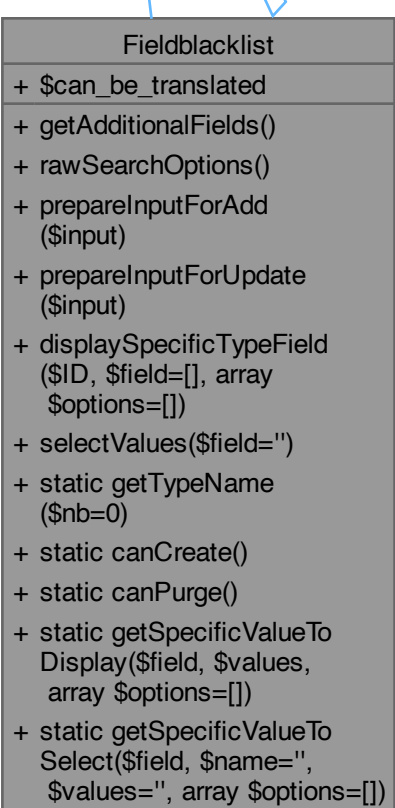 Fieldblacklist
+ $can_be_translated
+ getAdditionalFields()
+ rawSearchOptions()
+ prepareInputForAdd
($input)
+ prepareInputForUpdate
($input)
+ displaySpecificTypeField
($ID, $field=[], array
$options=[])
+ selectValues($field='')
+ static getTypeName
($nb=0)
+ static canCreate()
+ static canPurge()
+ static getSpecificValueTo
Display($field, $values,
array $options=[])
+ static getSpecificValueTo
Select($field, $name='',
$values='', array $options=[])